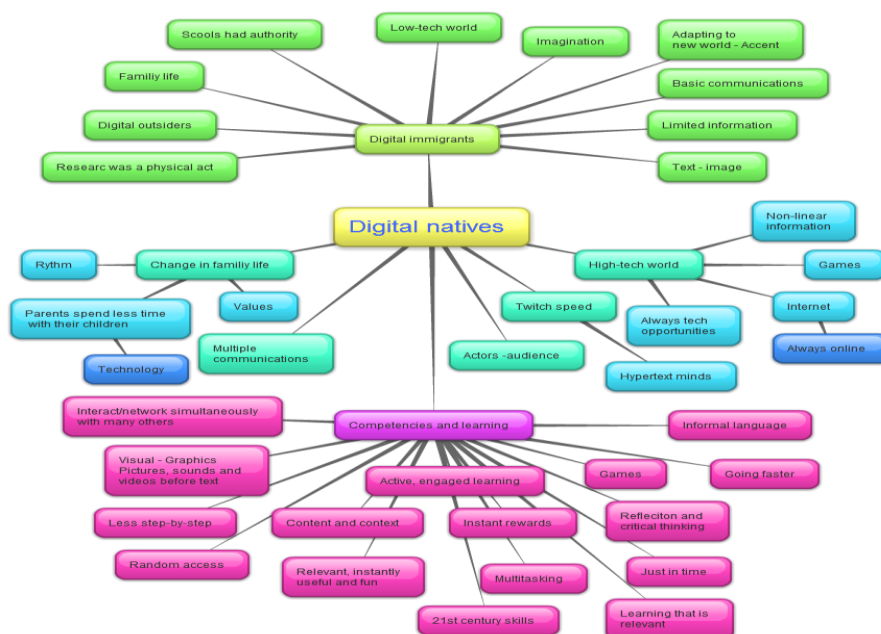 Scools had authority
Low-tech world
Imagination
Adapting to
new world - Accent
Familiy life
Basic communications
Digital outsiders
Digital immigrants
Limited information
Researc was a physical act
Text - image
Digital natives
Non-linear
information
Rythm
Change in familiy life
High-tech world
Games
Parents spend less time
with their children
Values
Twitch speed
Always tech
opportunities
Internet
Technology
Multiple
communications
Actors -audience
Hypertext minds
Always online
Interact/network simultaneously
with many others
Competencies and learning
Informal language
Visual - Graphics
Pictures, sounds and
videos before text
Active, engaged learning
Games
Going faster
Less step-by-step
Content and context
Instant rewards
Refleciton and
critical thinking
Random access
Relevant, instantly
useful and fun
Multitasking
Just in time
21st century skills
Learning that is
relevant